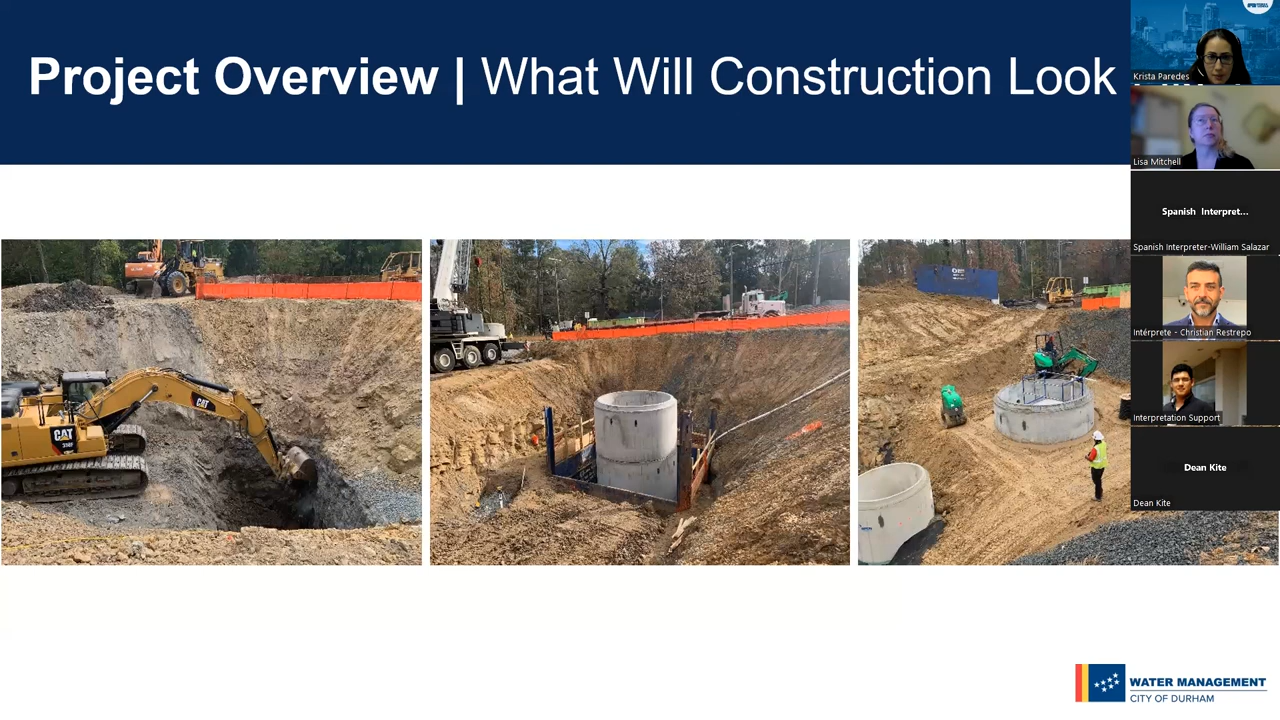 Project Overview | What Will Construction Look
Krista Paredes
Lisa Mitchell
Spanish Interpret...
Spanish Interpreter-William Salazar
Intérprete - Christian Restrepo
Interpretation Support
Dean Kite
Dean Kite
CAT
CAT
WATER MANAGEMENT
CITY OF DURHAM